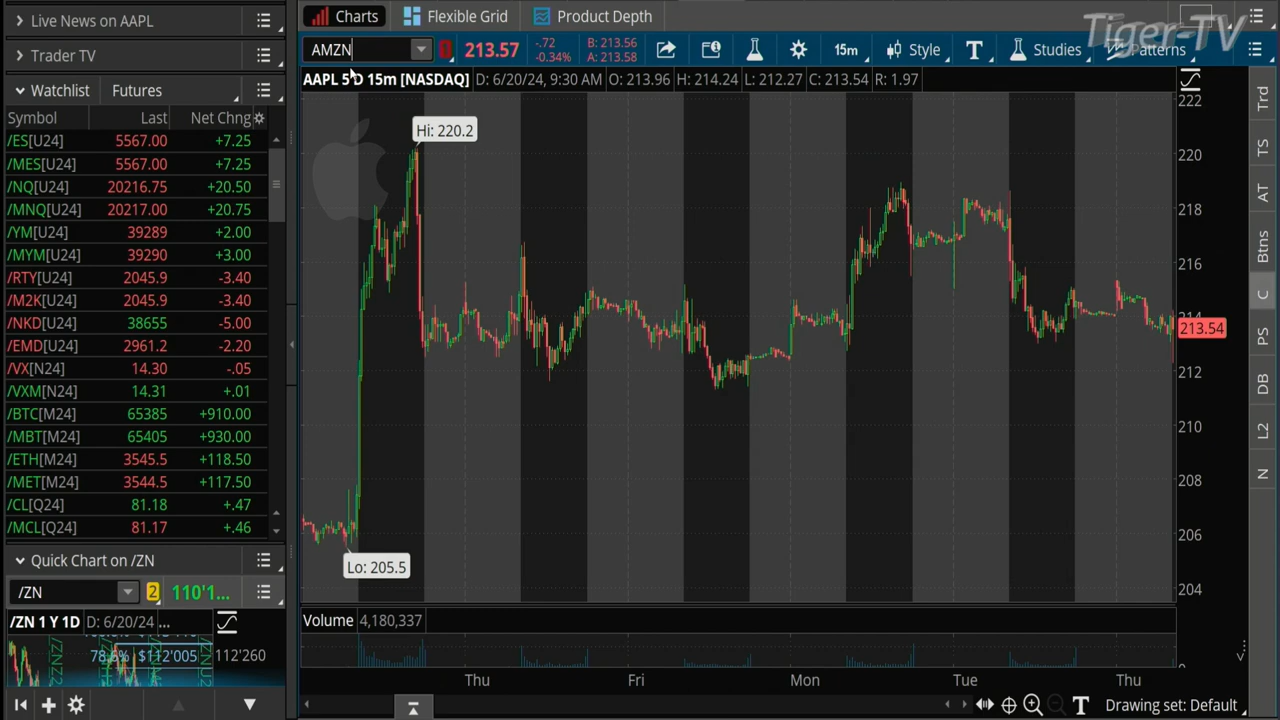 Live News on AAPL
Trader TV
Watchlist Futures
Symbol Last Net Chng
/ES[U24] 5567.00 +7.25
/MES[U24] 5567.00 +7.25
/NQ[U24] 20216.75 +20.50
/MNQ[U24] 20217.00 +20.75
/YM[U24] 39289 +2.00
/MYM[U24] 39290 +3.00
/RTY[U24] 2045.9 -3.40
/M2K[U24] 2045.9 -3.40
/NKD[U24] 38655 -5.00
/EMD[U24] 2961.2 -2.20
/VX[N24] 14.30 -.05
/VXM[N24] 14.31 +.01
/BTC[M24] 65385 +910.00
/MBT[M24] 65405 +930.00
/ETH[M24] 3545.5 +118.50
/MET[M24] 3544.5 +117.50
/CL[Q24] 81.18 +.47
/MCL[Q24] 81.17 +.46
Quick Chart on /ZN
/ZN 2 110'1...
/ZN 1 Y 1D D: 6/20/24 ...
78.6% $112'005 112'260
Charts Flexible Grid Product Depth
Tiger-TV
AMZN 213.57 -.72 B: 213.56
-0.34% A: 213.58
15m Style T Studies Patterns
AAPL 5 D 15m [NASDAQ] D: 6/20/24, 9:30 AM O: 213.96 H: 214.24 L: 212.27 C: 213.54 R: 1.97
Hi: 220.2
Lo: 205.5
222
220
218
216
214
213.54
212
210
208
206
204
Volume 4,180,337
0
Thu Fri Mon Tue Thu
T Drawing set: Default
Trd
TS
AT
Btns
C
PS
DB
L2
N